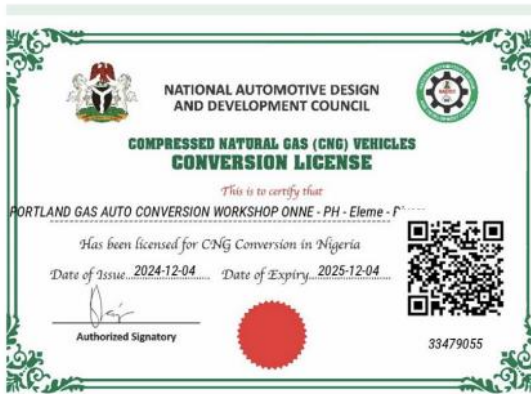 NATIONAL AUTOMOTIVE DESIGN
AND DEVELOPMENT COUNCIL
COMPRESSED NATURAL GAS (CNG) VEHICLES
CONVERSION LICENSE
This is to certify that
PORTLAND GAS AUTO CONVERSION WORKSHOP ONNE - PH - Eleme -
Has been licensed for CNG Conversion in Nigeria
Date of Issue 2024-12-04 Date of Expiry 2025-12-04
Authorized Signatory
33479055